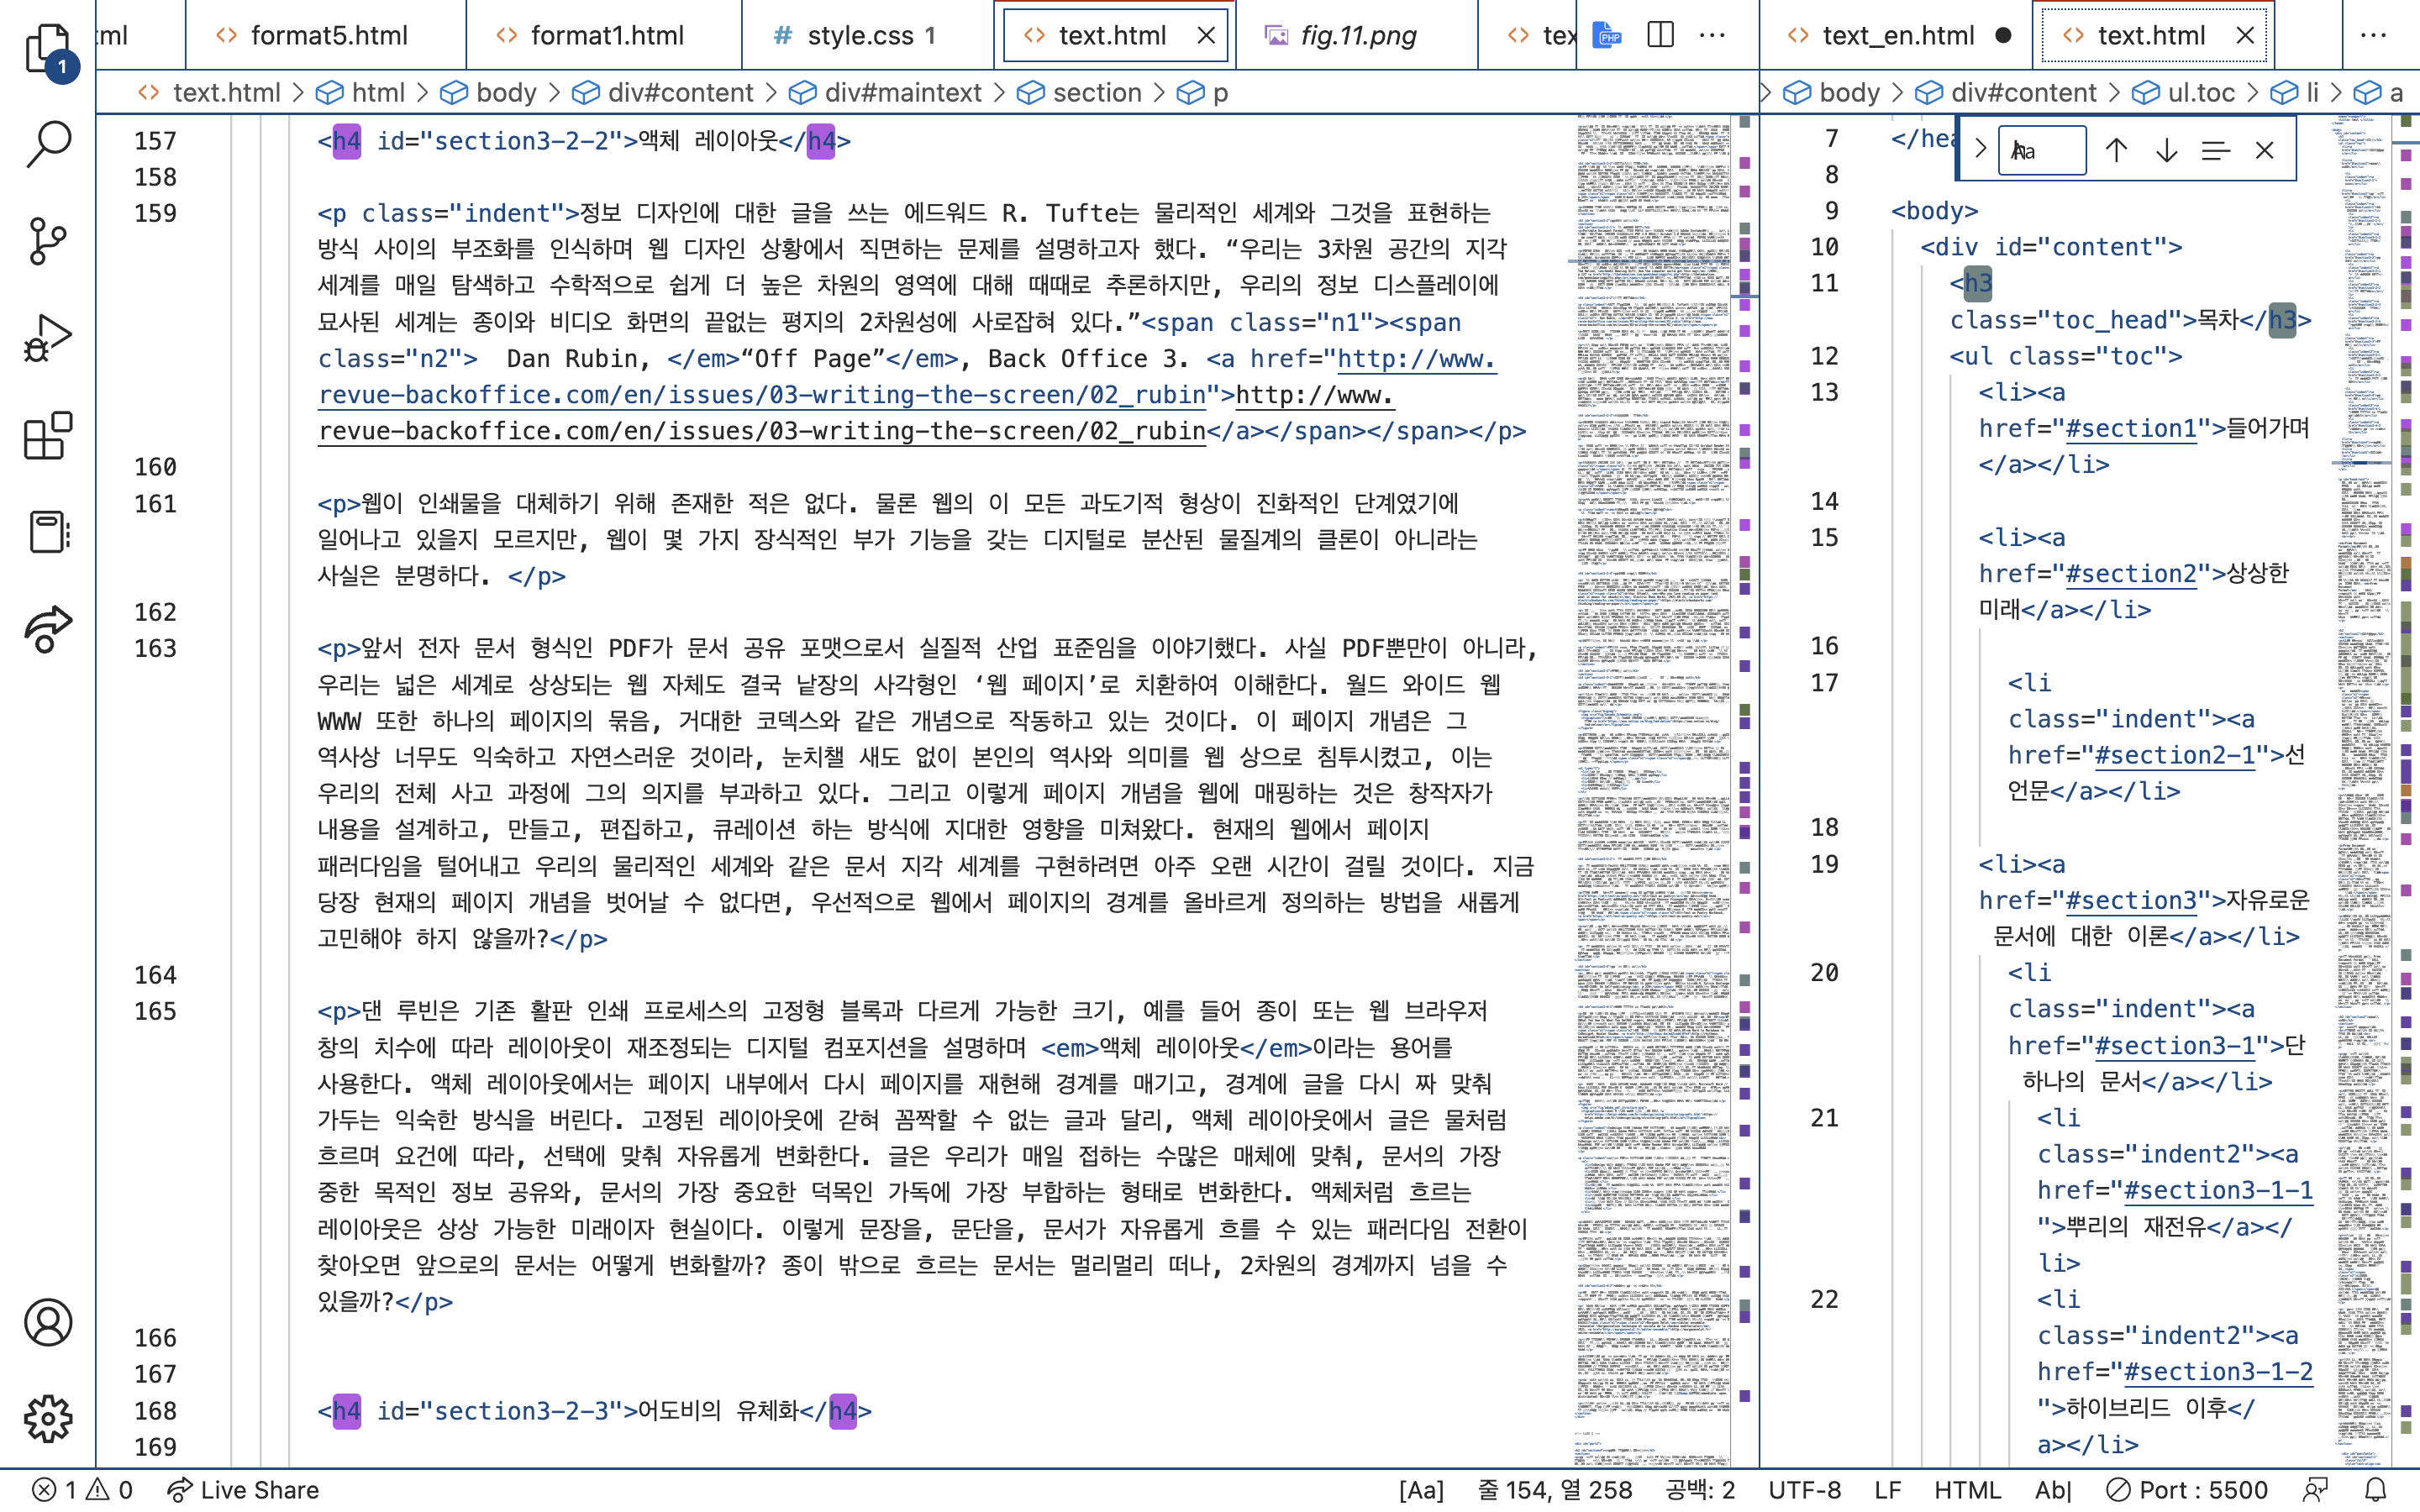 ml format5.html format1.html style.css 1 text.html fig.11.png tex
text_en.html text.html
text.html html body div#content div#maintext section p
body div#content ul.toc li a
1
157 <h4 id="section3-2-2">액체 레이아웃</h4>
158
159 <p class="indent">정보 디자인에 대한 글을 쓰는 에드워드 R. Tufte는 물리적인 세계와 그것을 표현하는
방식 사이의 부조화를 인식하며 웹 디자인 상황에서 직면하는 문제를 설명하고자 했다. “우리는 3차원 공간의 지각
세계를 매일 탐색하고 수학적으로 쉽게 더 높은 차원의 영역에 대해 때때로 추론하지만, 우리의 정보 디스플레이에
묘사된 세계는 종이와 비디오 화면의 끝없는 평지의 2차원성에 사로잡혀 있다.”<span class="n1"><span
class="n2"> Dan Rubin, </em>“Off Page”</em>, Back Office 3. <a href="http://www.
revue-backoffice.com/en/issues/03-writing-the-screen/02_rubin">http://www.
revue-backoffice.com/en/issues/03-writing-the-screen/02_rubin</a></span></span></p>
160
161 <p>웹이 인쇄물을 대체하기 위해 존재한 적은 없다. 물론 웹의 이 모든 과도기적 형상이 진화적인 단계였기에
일어나고 있을지 모르지만, 웹이 몇 가지 장식적인 부가 기능을 갖는 디지털로 분산된 물질계의 클론이 아니라는
사실은 분명하다. </p>
162
163 <p>앞서 전자 문서 형식인 PDF가 문서 공유 포맷으로서 실질적 산업 표준임을 이야기했다. 사실 PDF뿐만이 아니라,
우리는 넓은 세계로 상상되는 웹 자체도 결국 낱장의 사각형인 ‘웹 페이지’로 치환하여 이해한다. 월드 와이드 웹
WWW 또한 하나의 페이지의 묶음, 거대한 코덱스와 같은 개념으로 작동하고 있는 것이다. 이 페이지 개념은 그
역사상 너무도 익숙하고 자연스러운 것이라, 눈치챌 새도 없이 본인의 역사와 의미를 웹 상으로 침투시켰고, 이는
우리의 전체 사고 과정에 그의 의지를 부과하고 있다. 그리고 이렇게 페이지 개념을 웹에 매핑하는 것은 창작자가
내용을 설계하고, 만들고, 편집하고, 큐레이션 하는 방식에 지대한 영향을 미쳐왔다. 현재의 웹에서 페이지
패러다임을 털어내고 우리의 물리적인 세계와 같은 문서 지각 세계를 구현하려면 아주 오랜 시간이 걸릴 것이다. 지금
당장 현재의 페이지 개념을 벗어날 수 없다면, 우선적으로 웹에서 페이지의 경계를 올바르게 정의하는 방법을 새롭게
고민해야 하지 않을까?</p>
164
165 <p>댄 루빈은 기존 활판 인쇄 프로세스의 고정형 블록과 다르게 가능한 크기, 예를 들어 종이 또는 웹 브라우저
창의 치수에 따라 레이아웃이 재조정되는 디지털 컴포지션을 설명하며 <em>액체 레이아웃</em>이라는 용어를
사용한다. 액체 레이아웃에서는 페이지 내부에서 다시 페이지를 재현해 경계를 매기고, 경계에 글을 다시 짜 맞춰
가두는 익숙한 방식을 버린다. 고정된 레이아웃에 갇혀 꼼짝할 수 없는 글과 달리, 액체 레이아웃에서 글은 물처럼
흐르며 요건에 따라, 선택에 맞춰 자유롭게 변화한다. 글은 우리가 매일 접하는 수많은 매체에 맞춰, 문서의 가장
중한 목적인 정보 공유와, 문서의 가장 중요한 덕목인 가독에 가장 부합하는 형태로 변화한다. 액체처럼 흐르는
레이아웃은 상상 가능한 미래이자 현실이다. 이렇게 문장을, 문단을, 문서가 자유롭게 흐를 수 있는 패러다임 전환이
찾아오면 앞으로의 문서는 어떻게 변화할까? 종이 밖으로 흐르는 문서는 멀리멀리 떠나, 2차원의 경계까지 넘을 수
있을까?</p>
166
167
168 <h4 id="section3-2-3">어도비의 유체화</h4>
169
7 </hea
8
9 <body>
10 <div id="content">
11 <h3
class="toc_head">목차</h3>
12 <ul class="toc">
13 <li><a
href="#section1">들어가며
</a></li>
14
15 <li><a
href="#section2">상상한
미래</a></li>
16
17 <li
class="indent"><a
href="#section2-1">선
언문</a></li>
18
19 <li><a
href="#section3">자유로운
문서에 대한 이론</a></li>
20 <li
class="indent"><a
href="#section3-1">단
하나의 문서</a></li>
21 <li
class="indent2"><a
href="#section3-1-1
">뿌리의 재전유</a></
li>
22 <li
class="indent2"><a
href="#section3-1-2
">하이브리드 이후</
a></li>
1 0 Live Share [Aa] 줄 154, 열 258 공백: 2 UTF-8 LF HTML Ab| Port : 5500